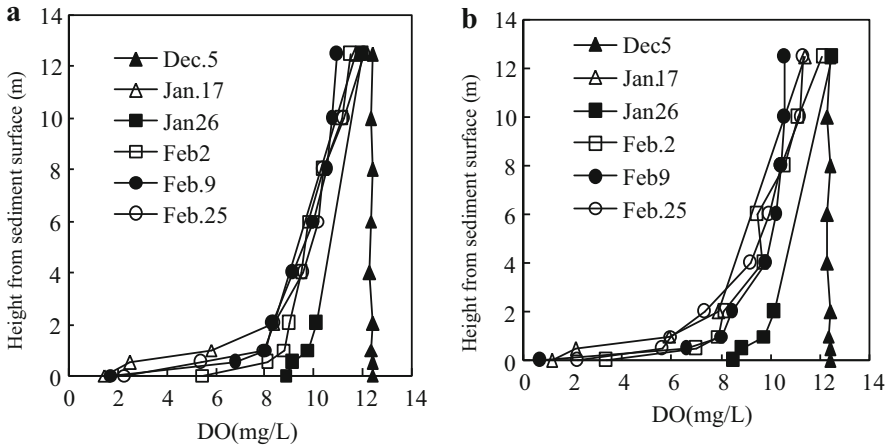 a
14
12
10
8
6
4
2
0
Height from sediment surface (m)
Dec.5
Jan.17
Jan26
Feb2
Feb.9
Feb.25
0 2 4 6 8 10 12 14
DO(mg/L)
b
14
12
10
8
6
4
2
0
Height from sediment surface (m)
Dec5
Jan.17
Jan26
Feb.2
Feb9
Feb.25
0 2 4 6 8 10 12 14
DO(mg/L)